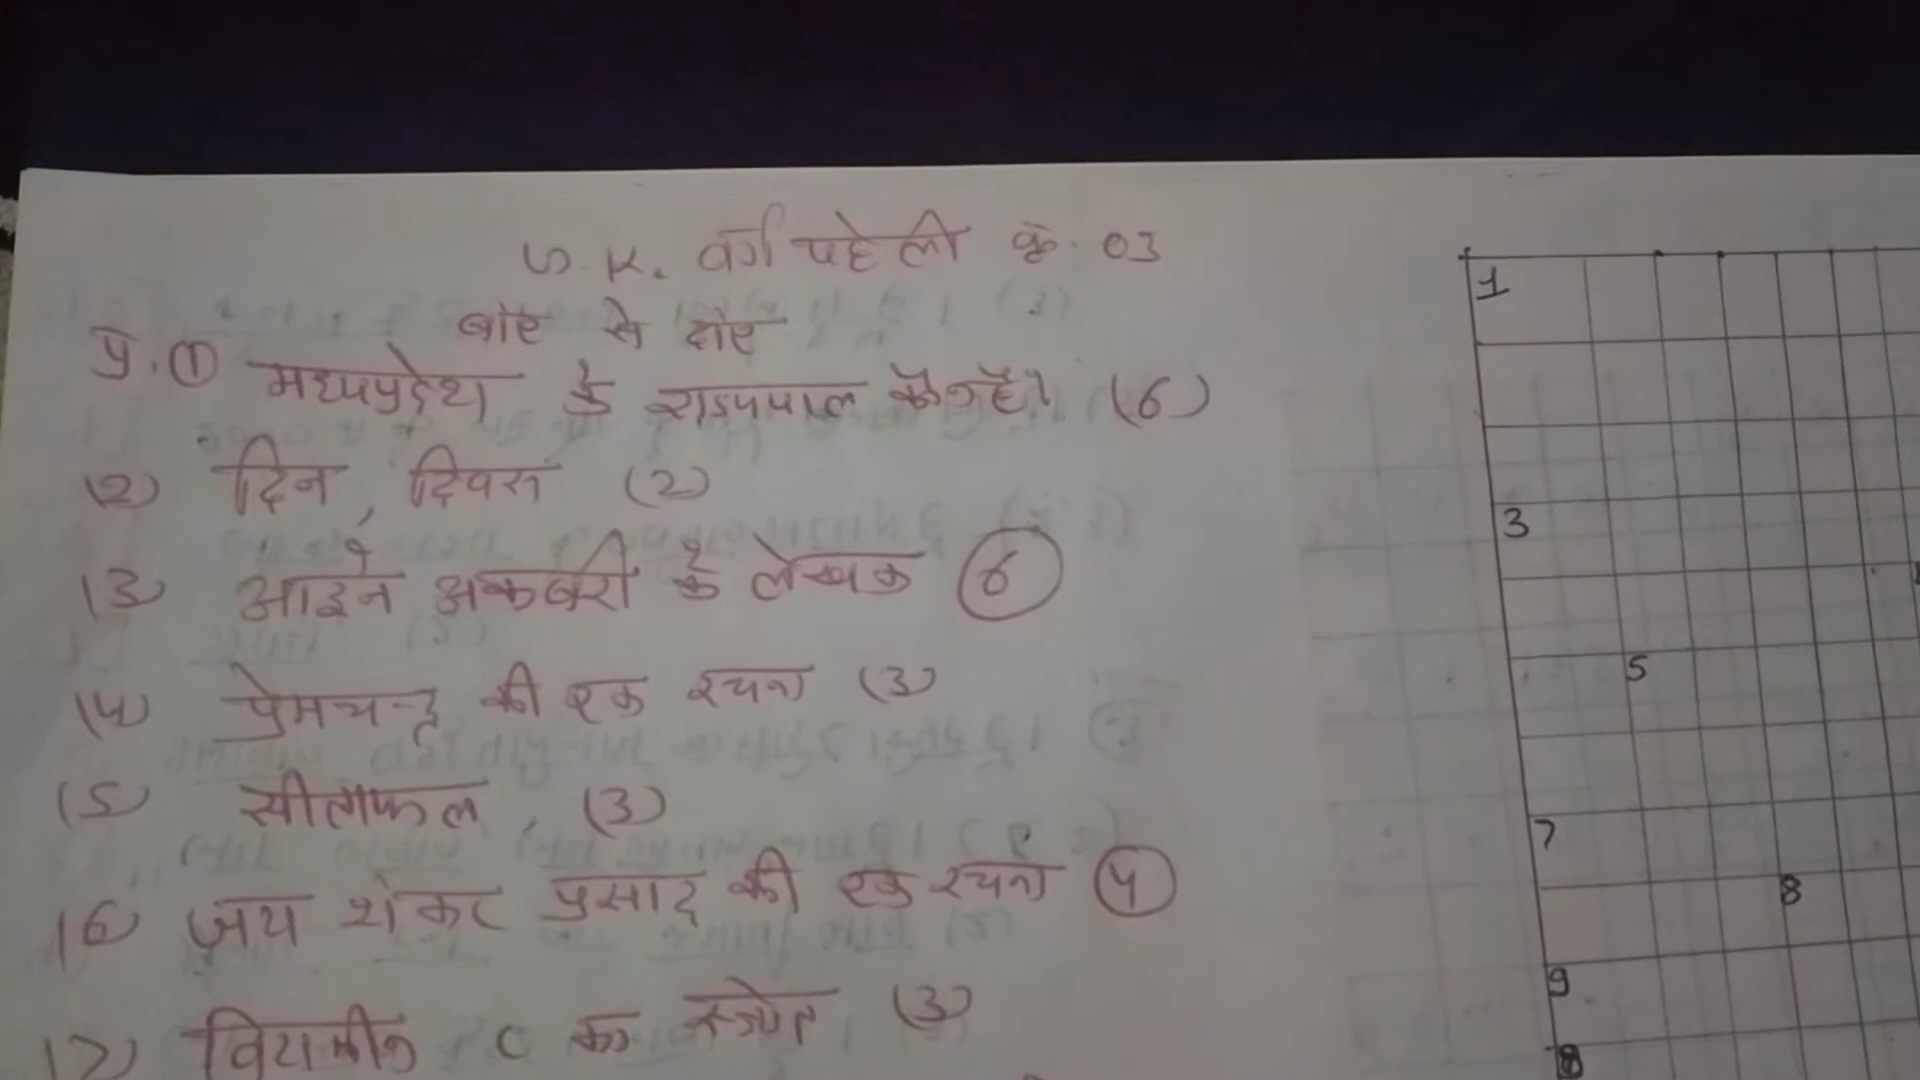 S. K. वर्ग पहेली क्र. 03
बांए से दांए
प्र. ① मध्यप्रदेश के राज्यपाल कौन है। (6)
(2) दिन, दिवस (2)
(3) आईने अकबरी के लेखक ⑥
(4) प्रेमचन्द्र की एक रचना (3)
(5) सीताफल, (3)
(6) जय शंकर प्रसाद की एक रचना ④
(7) विटामीन C का स्त्रोत (3)
1
3
5
7
8
9